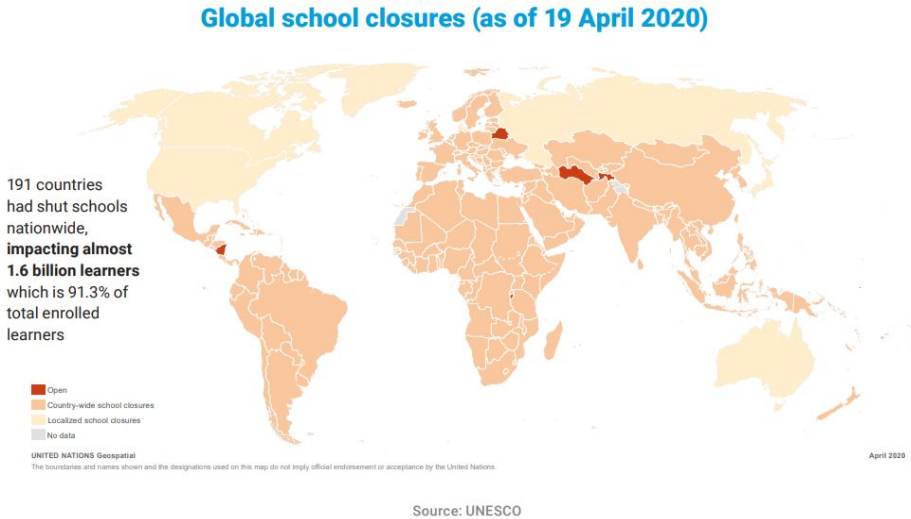 Global school closures (as of 19 April 2020)
191 countries
had shut schools
nationwide,
impacting almost
1.6 billion learners
which is 91.3% of
total enrolled
learners
Open
Country-wide school closures
Localized school closures
No data
UNITED NATIONS Geospatial
April 2020
The boundaries and names shown and the designations used on this map do not imply official endorsement or acceptance by the United Nations.
Source: UNESCO